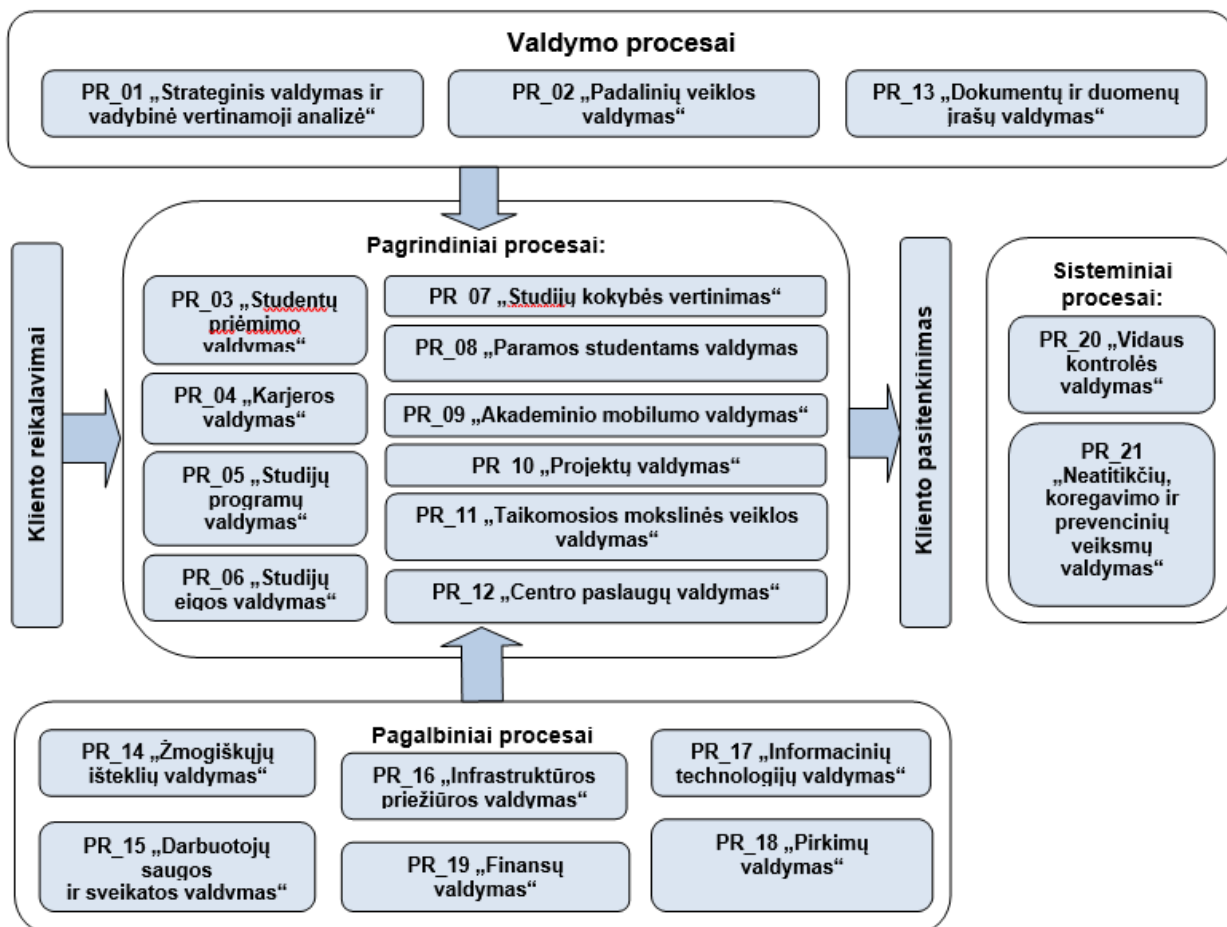 Valdymo procesai
PR_01 „Strateginis valdymas ir
vadybinė vertinamoji analizė“
PR_02 „Padalinių veiklos
valdymas“
PR_13 „Dokumentų ir duomenų
įrašų valdymas“
Kliento reikalavimai
Pagrindiniai procesai:
PR_03 „Studentų
priėmimo
valdymas“
PR_04 „Karjeros
valdymas“
PR_05 „Studijų
programų
valdymas“
PR_06 „Studijų
eigos valdymas“
PR_07 „Studijų kokybės vertinimas“
PR_08 „Paramos studentams valdymas
PR_09 „Akademinio mobilumo valdymas“
PR_10 „Projektų valdymas“
PR_11 „Taikomosios mokslinės veiklos
valdymas“
PR_12 „Centro paslaugų valdymas“
Kliento pasitenkinimas
Sisteminiai
procesai:
PR_20 „Vidaus
kontrolės
valdymas“
PR_21
„Neatitikčių,
koregavimo ir
prevencinių
veiksmų
valdymas“
Pagalbiniai procesai
PR_14 „Žmogiškųjų
išteklių valdymas“
PR_15 „Darbuotojų
saugos
ir sveikatos valdymas“
PR_16 „Infrastruktūros
priežiūros valdymas“
PR_19 „Finansų
valdymas“
PR_17 „Informacinių
technologijų valdymas“
PR_18 „Pirkimų
valdymas“